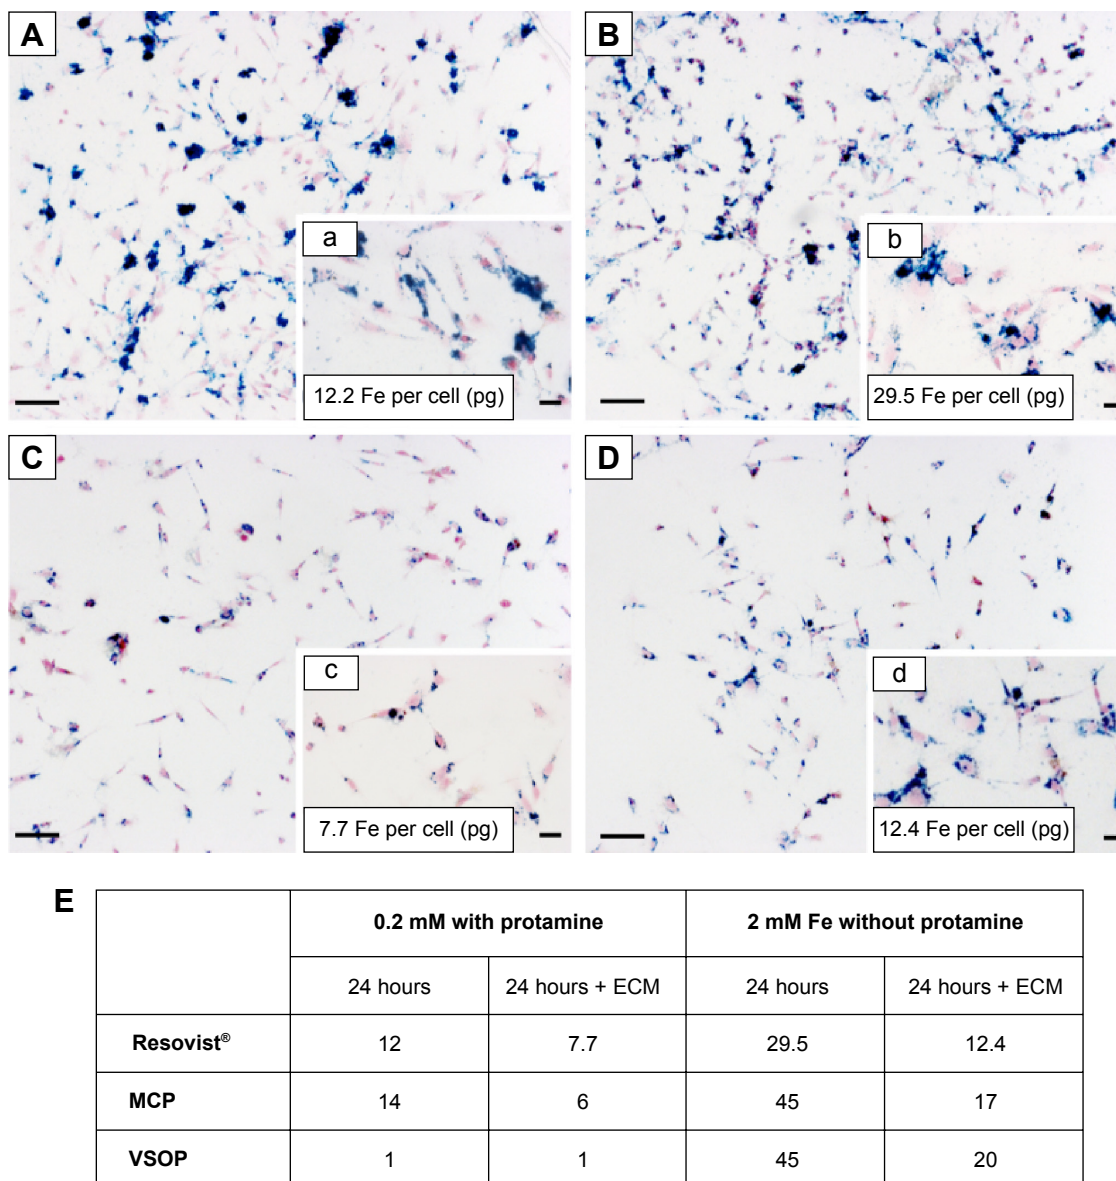 A
B
a
b
12.2 Fe per cell (pg)
29.5 Fe per cell (pg)
C
D
c
d
7.7 Fe per cell (pg)
12.4 Fe per cell (pg)
E
0.2 mM with protamine 2 mM Fe without protamine
24 hours 24 hours + ECM 24 hours 24 hours + ECM
Resovist® 12 7.7 29.5 12.4
MCP 14 6 45 17
VSOP 1 1 45 20